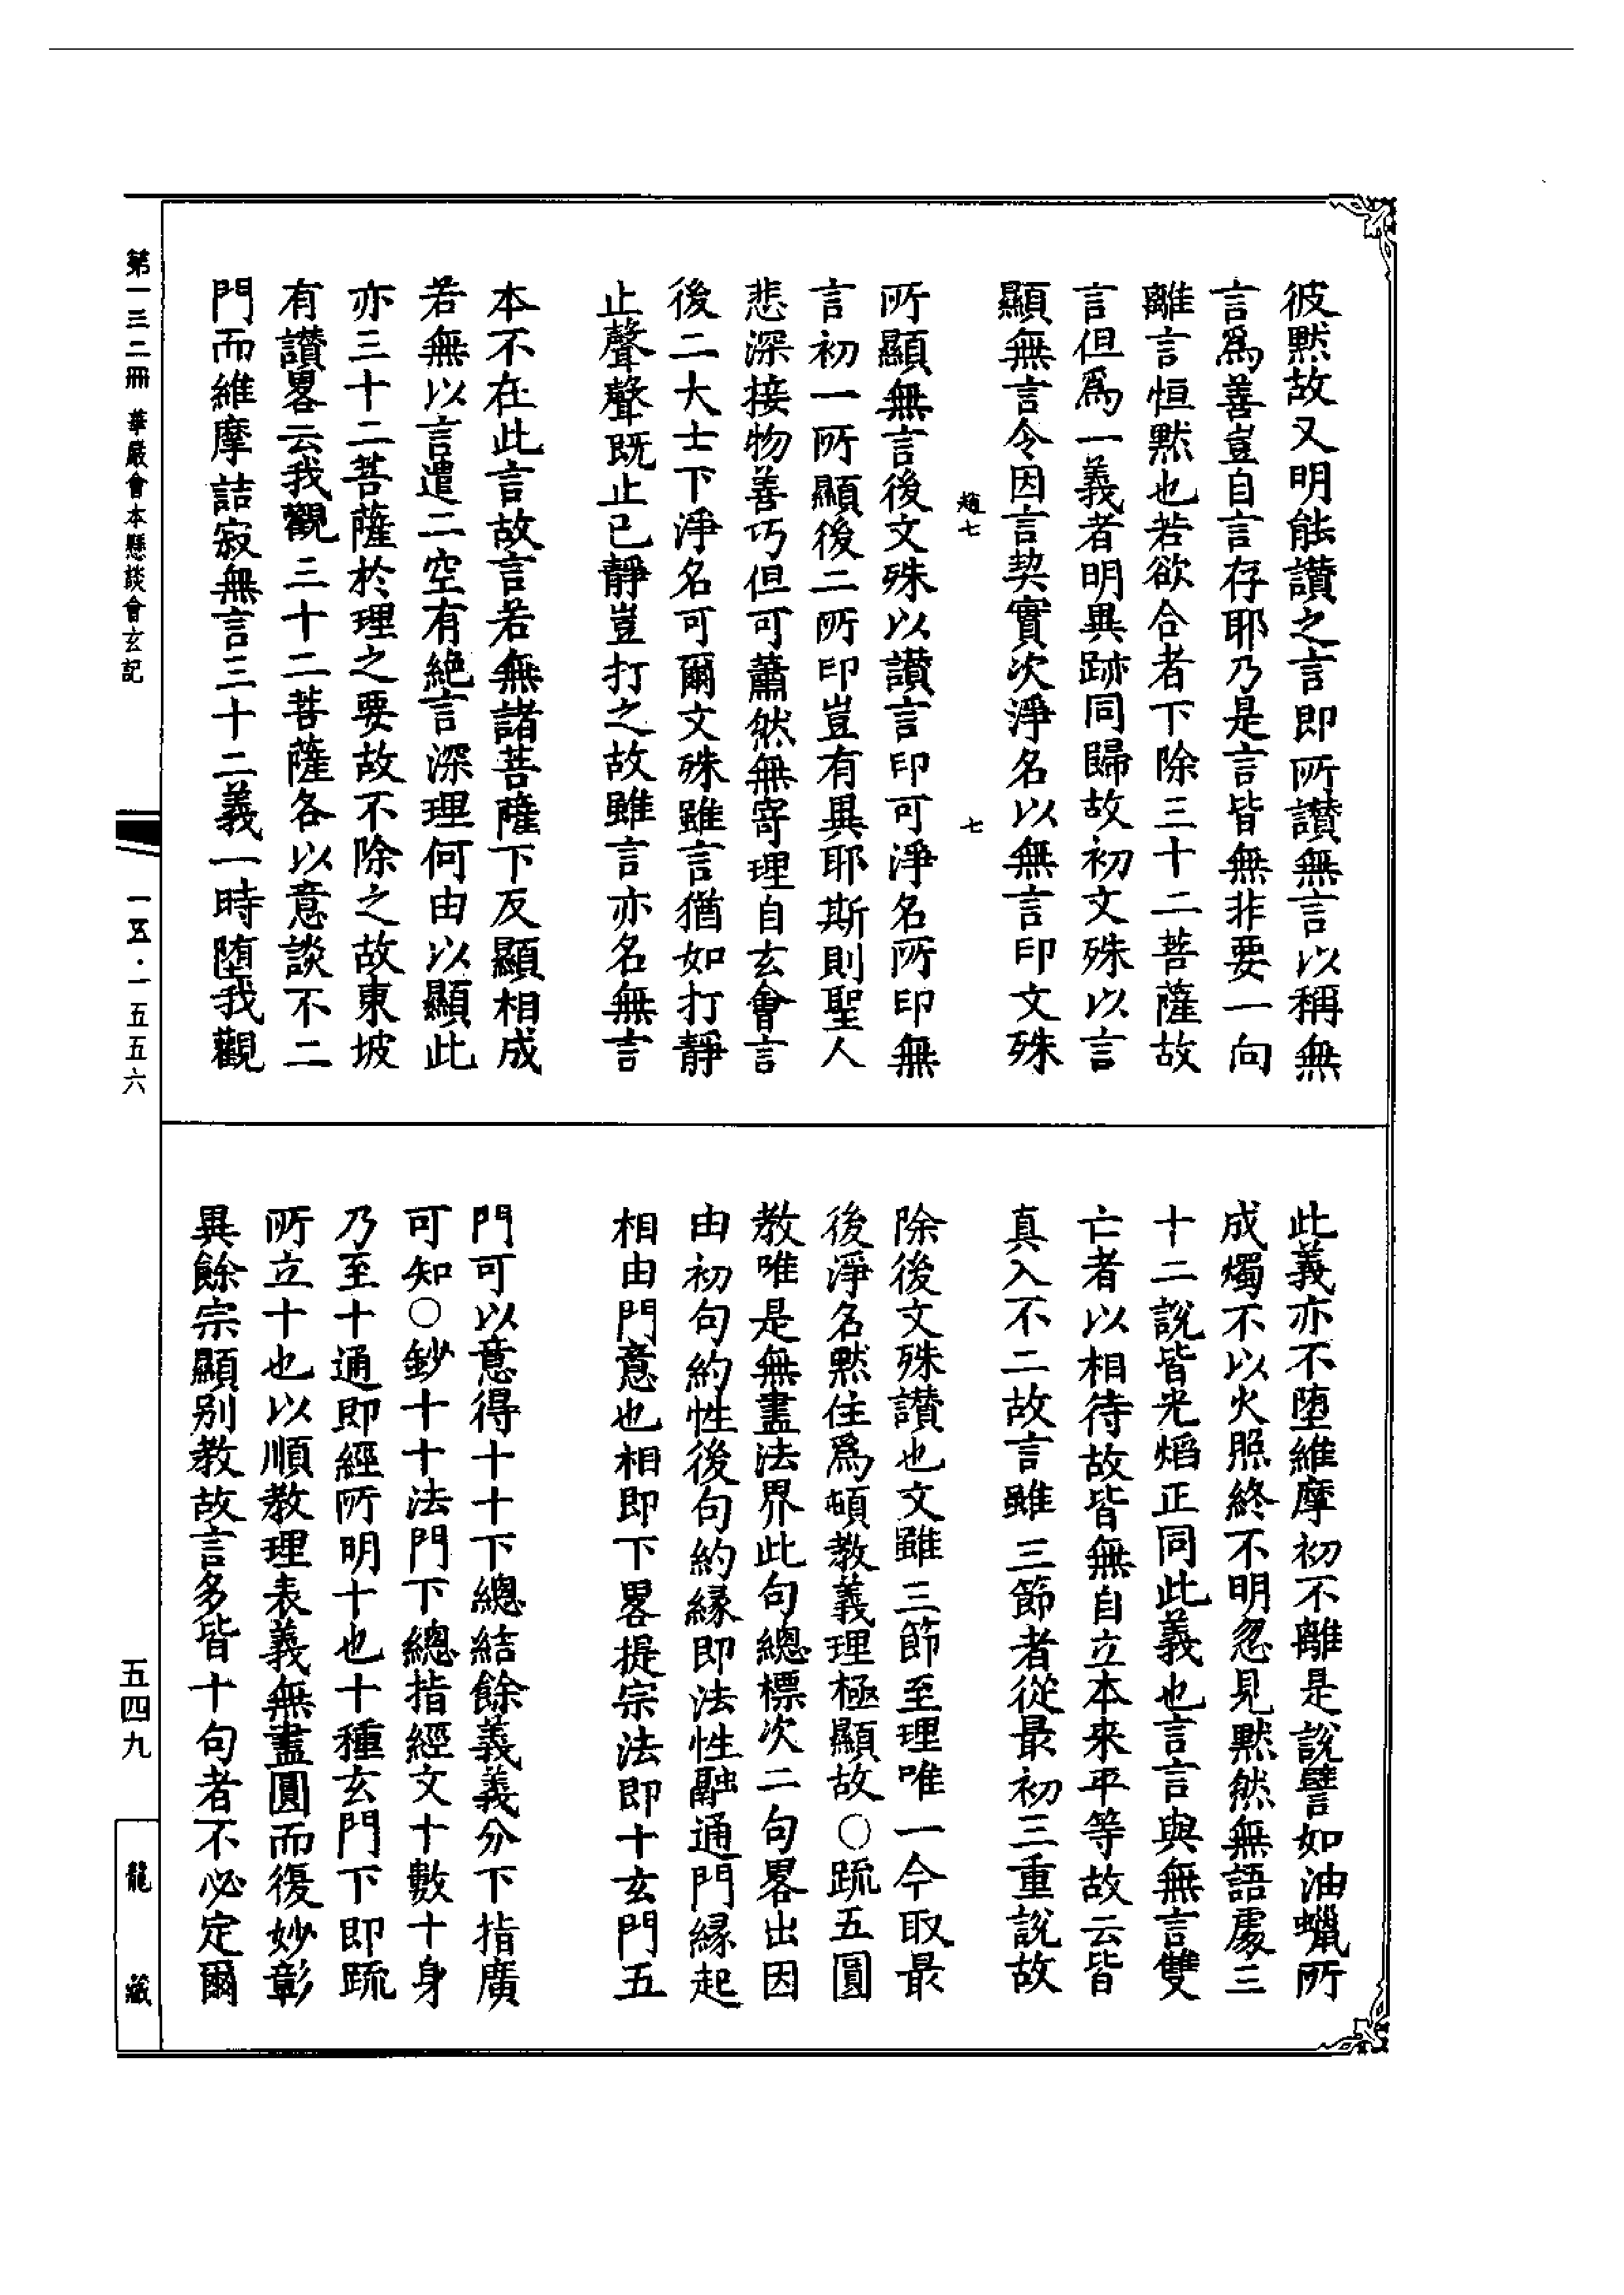 彼黙故又明能讚之言即所讚無言以稱無
言爲善豈自言存耶乃是言皆無非要一向
離言恒黙也若欲合者下除三十二菩薩故
言但爲一義者明異跡同歸故初文殊以言
顯無言令因言契實次淨名以無言印文殊
趙七 七
所顯無言後文殊以讚言印可淨名所印無
言初一所顯後二所印豈有異耶斯則聖人
悲深接物善巧但可蕭然無寄理自玄會言
後二大士下淨名可爾文殊雖言猶如打靜
止聲聲既止已靜豈打之故雖言亦名無言
本不在此言故言若無諸菩薩下反顯相成
若無以言遣二空有絶言深理何由以顯此
亦三十二菩薩於理之要故不除之故東坡
有讚畧云我觀三十二菩薩各以意談不二
門而維摩詰寂無言三十二義一時堕我觀
此義亦不堕維摩初不離是說譬如油蠟所
成燭不以火照終不明忽見黙然無語處三
十二說皆光熖正同此義也言言與無言雙
亡者以相待故皆無自立本来平等故云皆
真入不二故言雖三節者從最初三重說故
除後文殊讃也文雖三節至理唯一今取最
後淨名黙住爲頓教義理極顯故〇䟽五圓
教唯是無盡法界此句總標次二句畧出因
由初句約性後句約緣即法性融通門緣起
相由門意也相即下畧提宗法即十玄門五
門可以意得十十下總結餘義義分下指廣
可知〇鈔十十法門下總指經文十數十身
乃至十通即經所明十也十種玄門下即䟽
所立十也以順教理表義無盡圓而復妙彰
異餘宗顯别教故言多皆十句者不必定爾
第一三二冊 華嚴會本懸談會玄記
一五·一五五六
五四九
龍藏